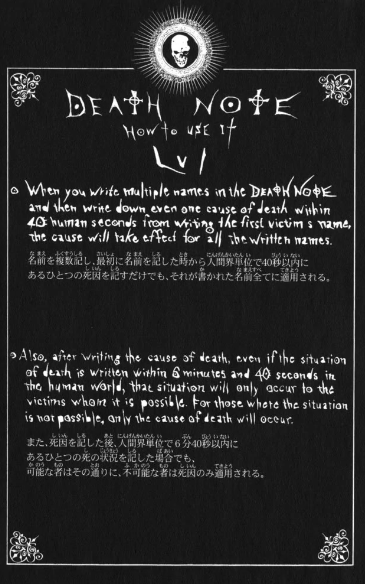 DEATH NOTE
How to use It
LVI
When you write multiple names in the DEATH NOTE
and then write down even one cause of death within
40 human seconds from writing the first victim's name,
the cause will take effect for all the written names.
名前を複数記し、最初に名前を記した時から人間界単位で40秒以内に
あるひとつの死因を記すだけでも、それが書かれた名前全てに適用される。
Also, after writing the cause of death, even if the situation
of death is written within 6 minutes and 40 seconds in
the human world, that situation will only occur to the
victims whom it is possible. For those where the situation
is not possible, only the cause of death will occur.
また、死因を記した後、人間界単位で6分40秒以内に
あるひとつの死の状況を記した場合でも、
可能な者はその通りに、不可能な者は死因のみ適用される。